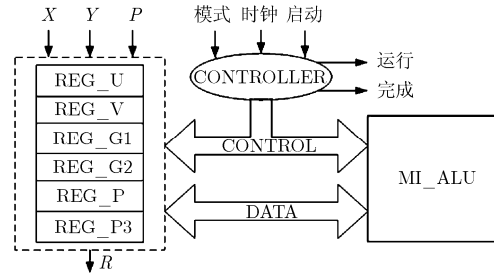 X Y P 模式 时钟 启动
REG_U
REG_V
REG_G1
REG_G2
REG_P
REG_P3
R
CONTROLLER
运行
完成
CONTROL
DATA
MI_ALU